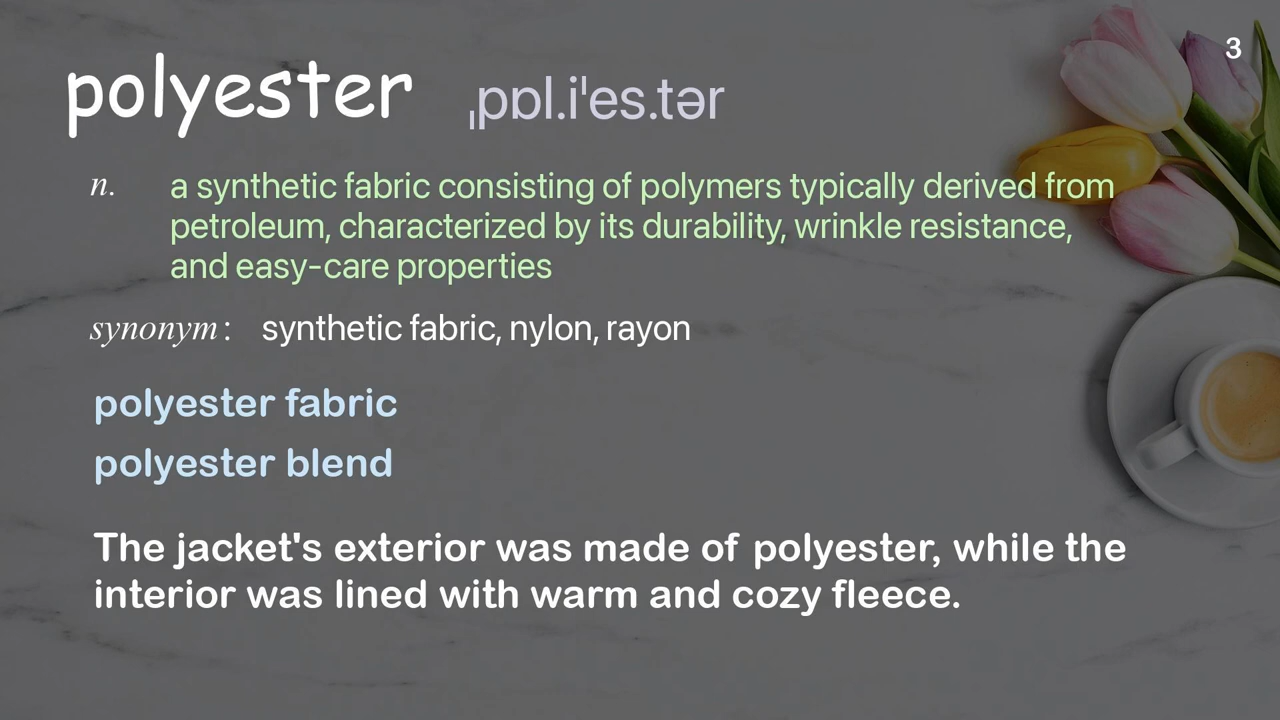 3
polyester ˌpɒl.iˈes.tər
n. a synthetic fabric consisting of polymers typically derived from
petroleum, characterized by its durability, wrinkle resistance,
and easy-care properties
synonym: synthetic fabric, nylon, rayon
polyester fabric
polyester blend
The jacket's exterior was made of polyester, while the
interior was lined with warm and cozy fleece.